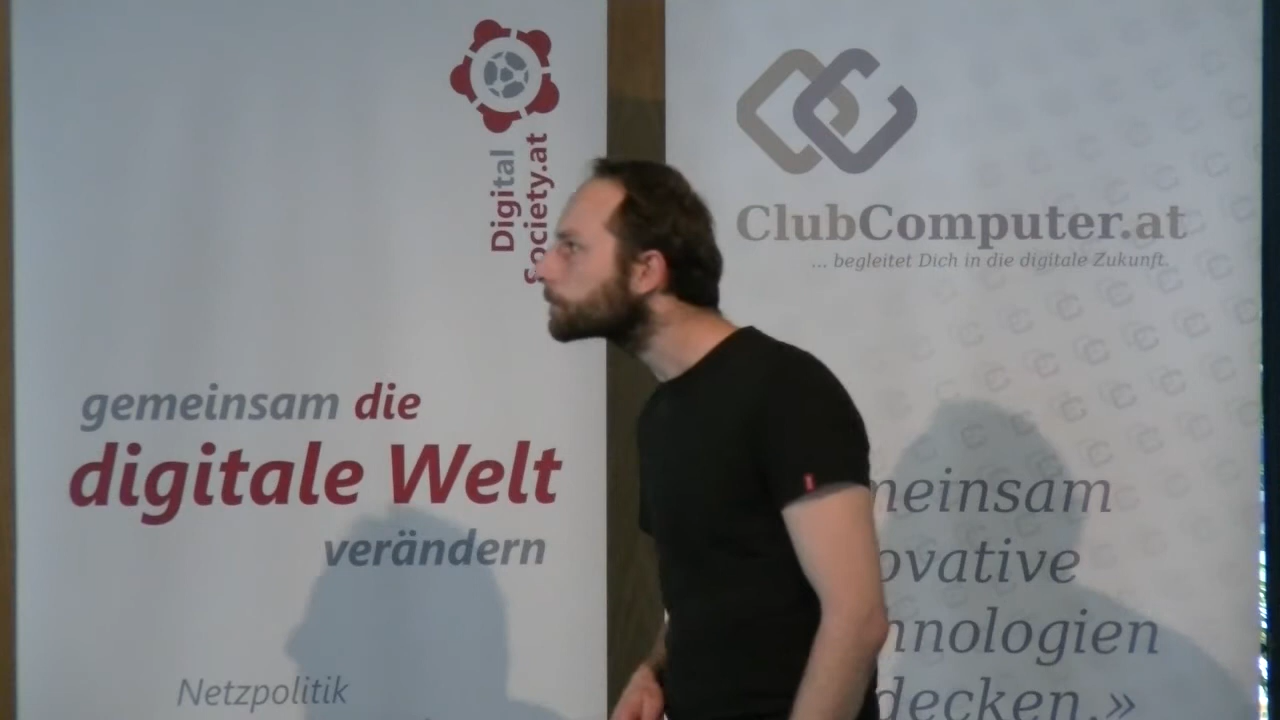 Digital
Society.at
gemeinsam die
digitale Welt
verändern
Netzpolitik
ClubComputer.at
... begleitet Dich in die digitale Zukunft.
meinsam
ovative
hnologien
decken.»